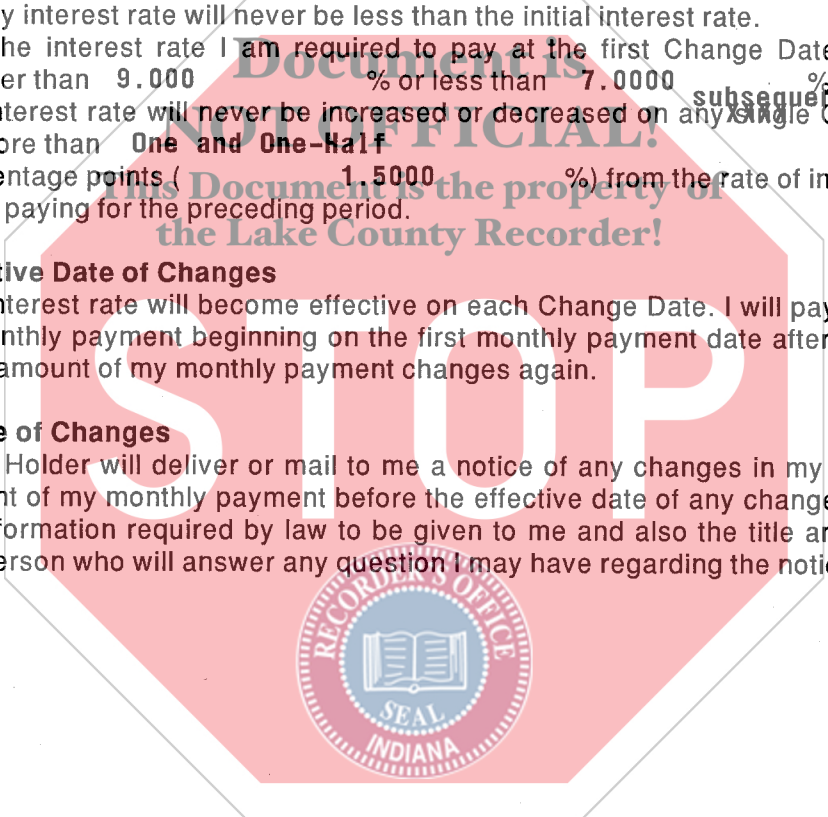 y interest rate will never be less than the initial interest rate.
he interest rate I am required to pay at the first Change Date
er than 9.000 % or less than 7.0000 %
subsequen
nterest rate will never be increased or decreased on any single C
ore than One and One-Half
entage points ( 1.5000 %) from the rate of in
paying for the preceding period.
tive Date of Changes
nterest rate will become effective on each Change Date. I will pay
nthly payment beginning on the first monthly payment date after
amount of my monthly payment changes again.
e of Changes
Holder will deliver or mail to me a notice of any changes in my
nt of my monthly payment before the effective date of any change
formation required by law to be given to me and also the title an
erson who will answer any question I may have regarding the notic
Document is
NOT OFFICIAL!
This Document is the property of
the Lake County Recorder!
STOP
RECORDER'S OFFICE
SEAL
INDIANA